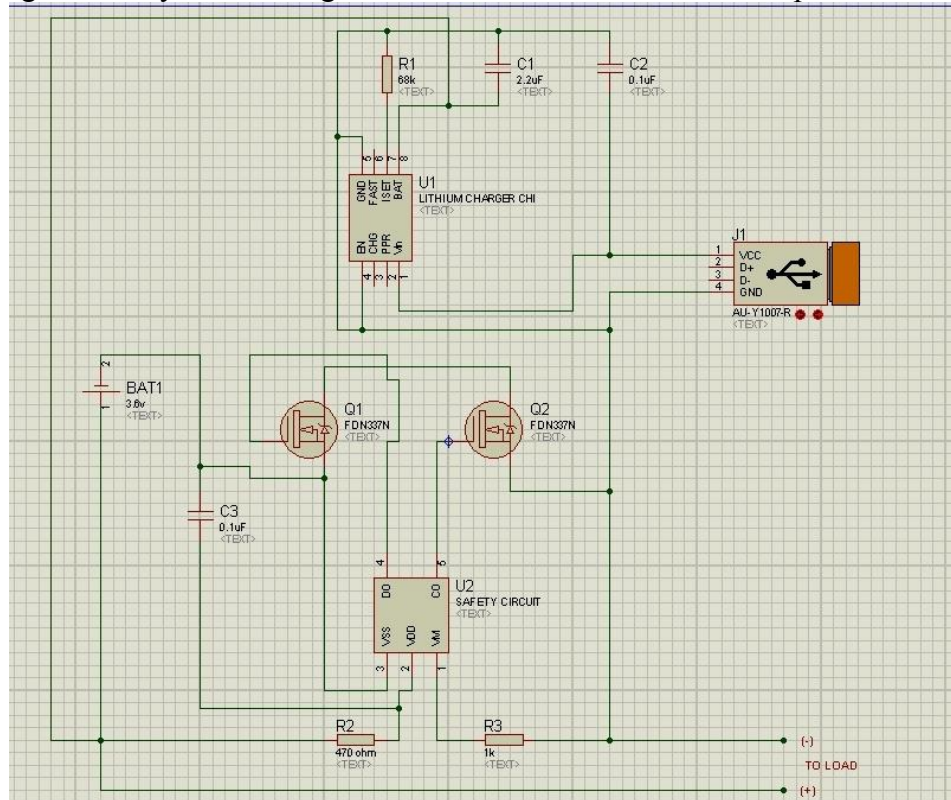 R1
68k
<TEXT>
C1
2.2uF
<TEXT>
C2
0.1uF
<TEXT>
5 6 7 8
GND FAST ISET BAT
U1
LITHIUM CHARGER CHI
<TEXT>
EN CHG PPR Vin
4 3 2 1
J1
1 VCC
2 D+
3 D-
4 GND
AU-Y1007-R
<TEXT>
2
BAT1
3.6v
<TEXT>
1
Q1
FDN337N
<TEXT>
Q2
FDN337N
<TEXT>
C3
0.1uF
<TEXT>
4 5
DO CO
U2
SAFETY CIRCUIT
<TEXT>
VSS VDD VM
3 2 1
R2
470 ohm
<TEXT>
R3
1k
<TEXT>
(-)
TO LOAD
(+)